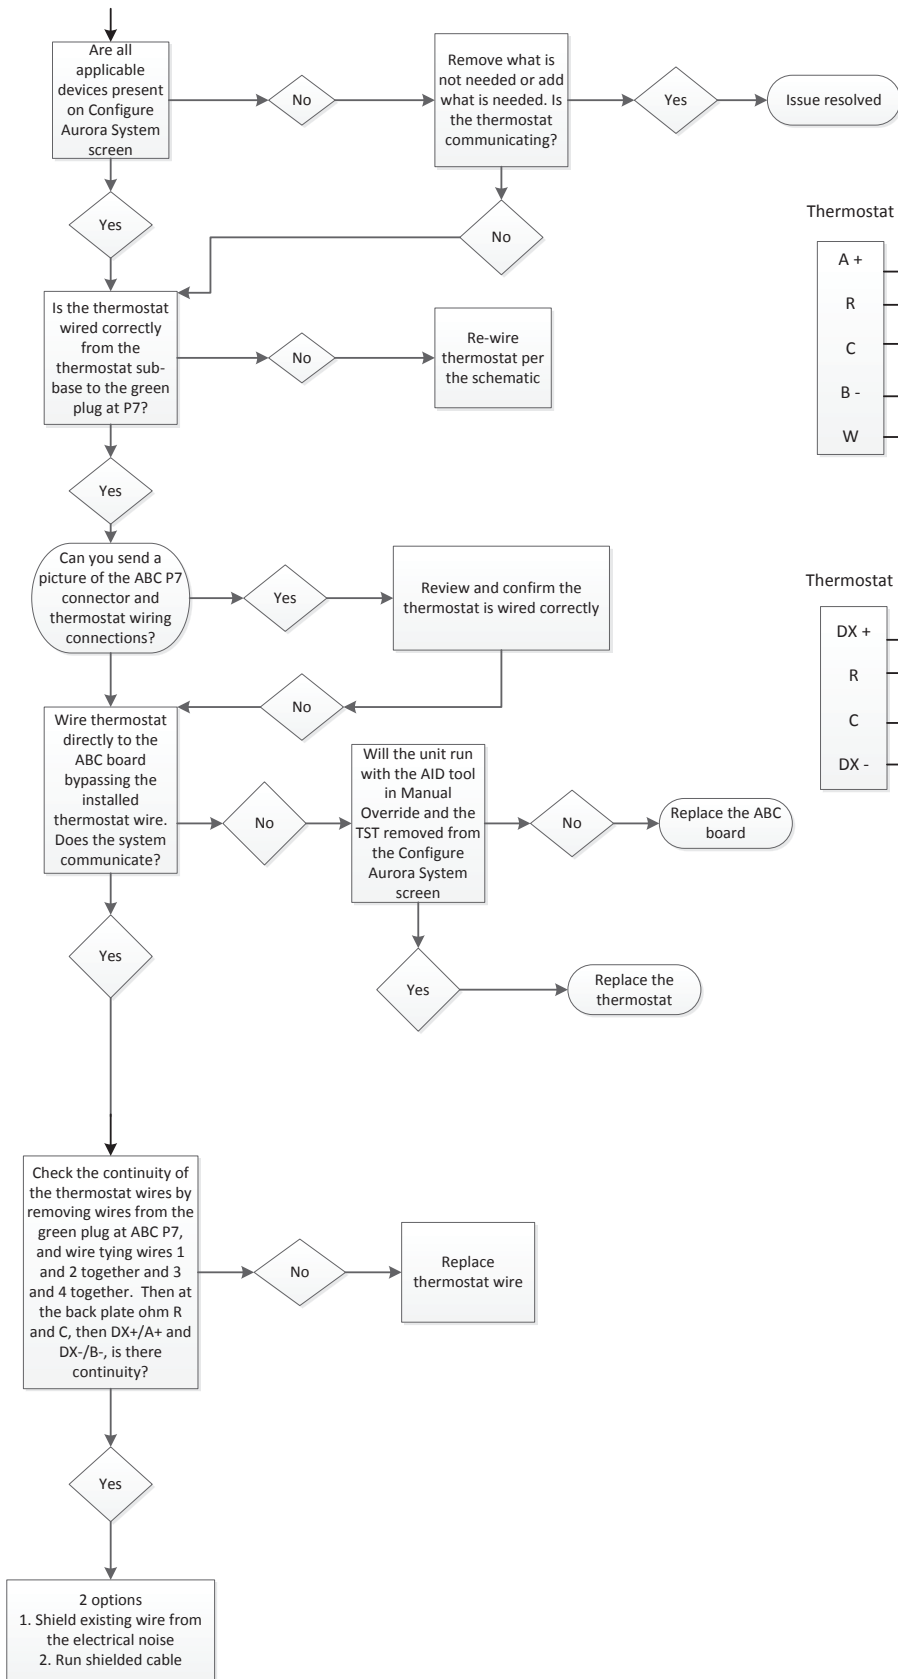 Are all
applicable
devices present
on Configure
Aurora System
screen
No
Remove what is
not needed or add
what is needed. Is
the thermostat
communicating?
Yes
Issue resolved
Yes
No
Thermostat
A +
R
C
B -
W
Is the thermostat
wired correctly
from the
thermostat sub-
base to the green
plug at P7?
No
Re-wire
thermostat per
the schematic
Yes
Can you send a
picture of the ABC P7
connector and
thermostat wiring
connections?
Yes
Review and confirm the
thermostat is wired correctly
Thermostat
DX +
R
C
DX -
No
Wire thermostat
directly to the
ABC board
bypassing the
installed
thermostat wire.
Does the system
communicate?
No
Will the unit run
with the AID tool
in Manual
Override and the
TST removed from
the Configure
Aurora System
screen
No
Replace the ABC
board
Yes
Yes
Replace the
thermostat
Check the continuity of
the thermostat wires by
removing wires from the
green plug at ABC P7,
and wire tying wires 1
and 2 together and 3
and 4 together. Then at
the back plate ohm R
and C, then DX+/A+ and
DX-/B-, is there
continuity?
No
Replace
thermostat wire
Yes
2 options
1. Shield existing wire from
the electrical noise
2. Run shielded cable